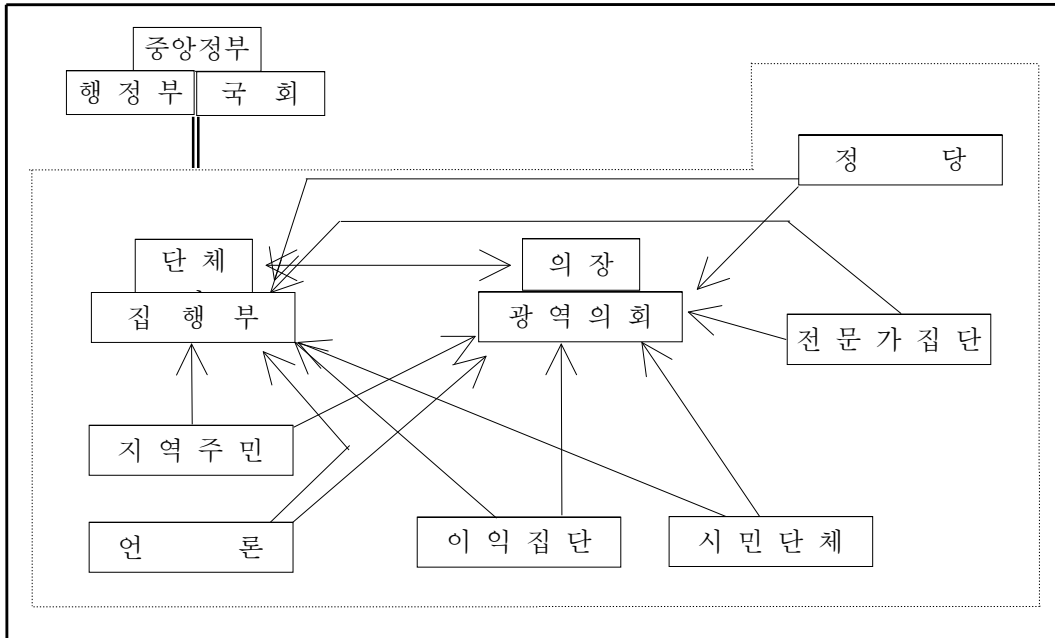 중앙정부
행 정 부
국 회
정 당
단 체
의 장
집 행 부
광 역 의 회
전 문 가 집 단
지 역 주 민
언 론
이 익 집 단
시 민 단 체